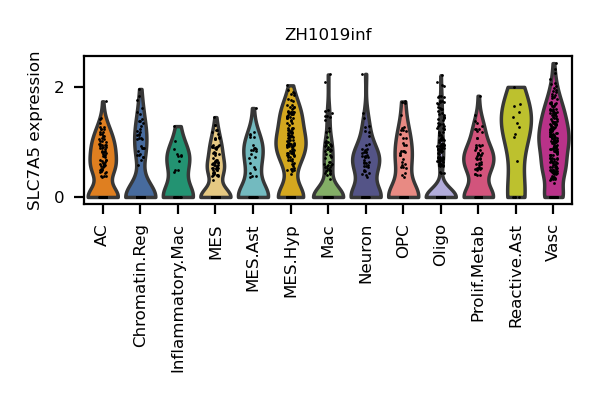 ZH1019inf
SLC7A5 expression
2
0
AC
Chromatin.Reg
Inflammatory.Mac
MES
MES.Ast
MES.Hyp
Mac
Neuron
OPC
Oligo
Prolif.Metab
Reactive.Ast
Vasc